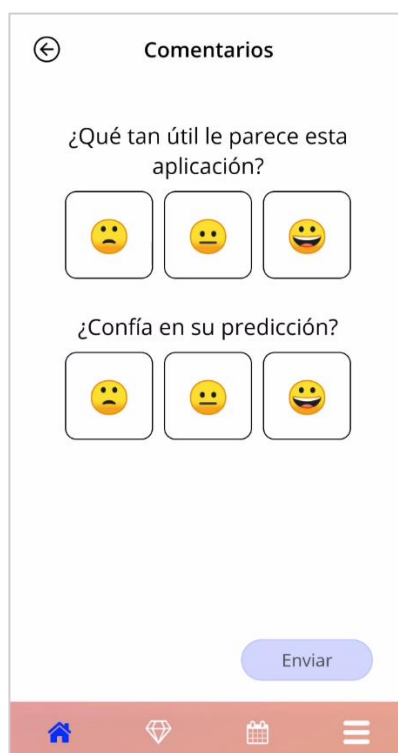 Comentarios
¿Qué tan útil le parece esta
aplicación?
¿Confía en su predicción?
Enviar